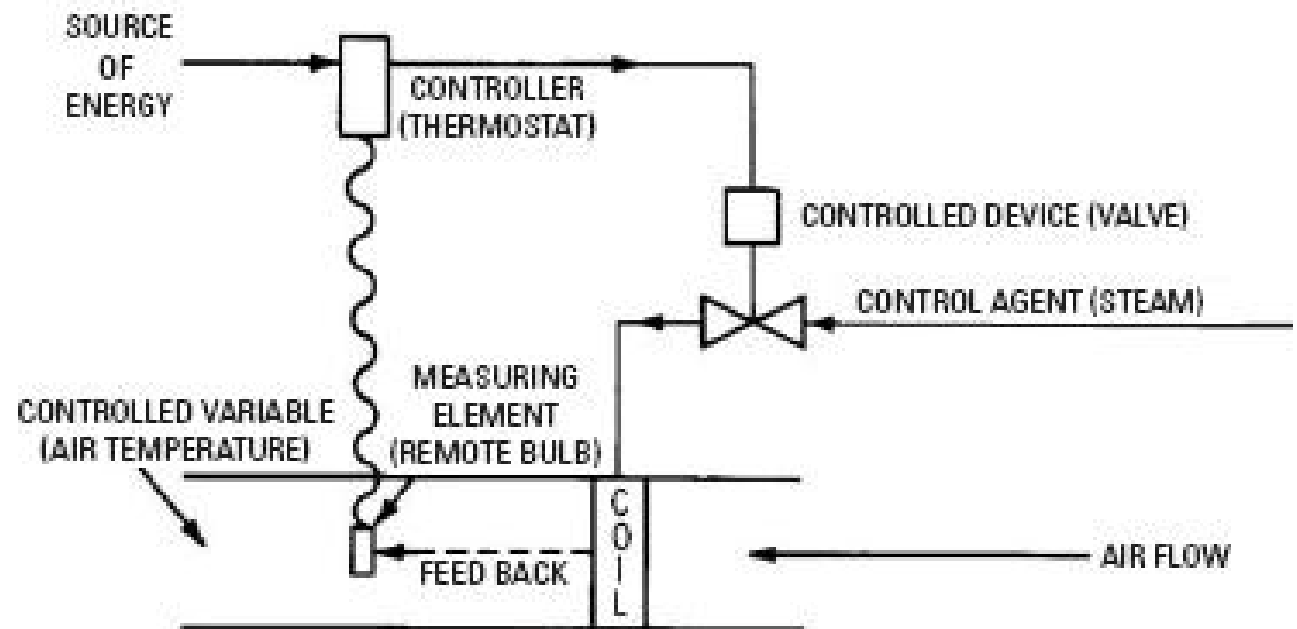 SOURCE
OF
ENERGY
CONTROLLER
(THERMOSTAT)
CONTROLLED DEVICE (VALVE)
CONTROL AGENT (STEAM)
MEASURING
ELEMENT
(REMOTE BULB)
CONTROLLED VARIABLE
(AIR TEMPERATURE)
COIL
FEED BACK
AIR FLOW